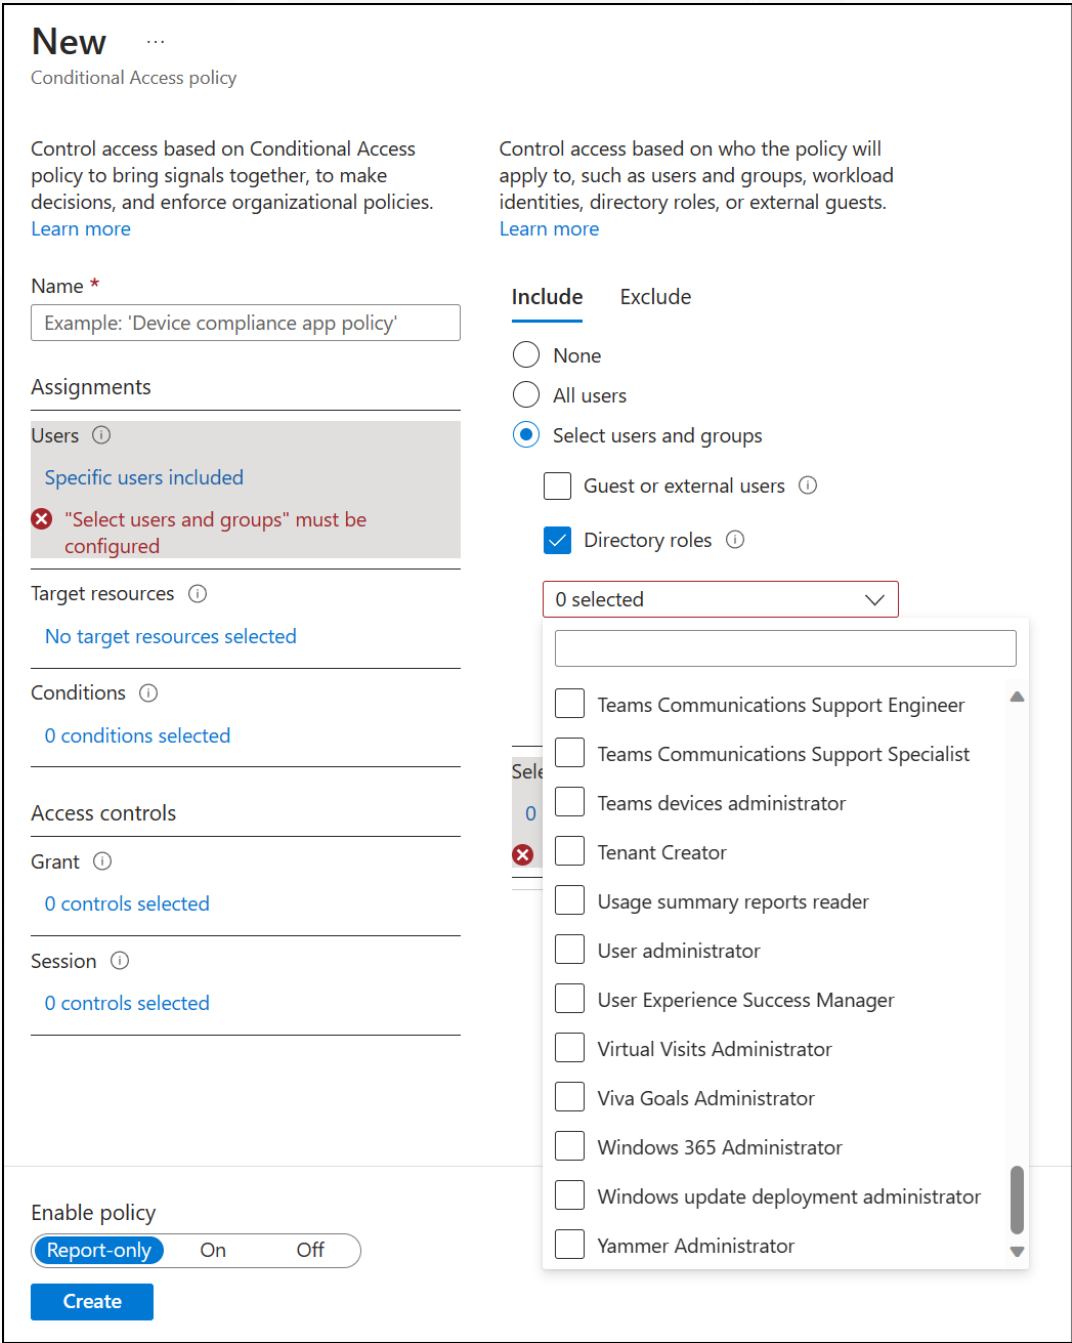 New ...
Conditional Access policy
Control access based on Conditional Access
policy to bring signals together, to make
decisions, and enforce organizational policies.
Learn more
Name *
Example: 'Device compliance app policy'
Assignments
Users
Specific users included
"Select users and groups" must be
configured
Target resources
No target resources selected
Conditions
0 conditions selected
Access controls
Grant
0 controls selected
Session
0 controls selected
Control access based on who the policy will
apply to, such as users and groups, workload
identities, directory roles, or external guests.
Learn more
Include Exclude
None
All users
Select users and groups
Guest or external users
Directory roles
0 selected
Teams Communications Support Engineer
Teams Communications Support Specialist
Teams devices administrator
Tenant Creator
Usage summary reports reader
User administrator
User Experience Success Manager
Virtual Visits Administrator
Viva Goals Administrator
Windows 365 Administrator
Windows update deployment administrator
Yammer Administrator
Sele
0
Enable policy
Report-only On Off
Create